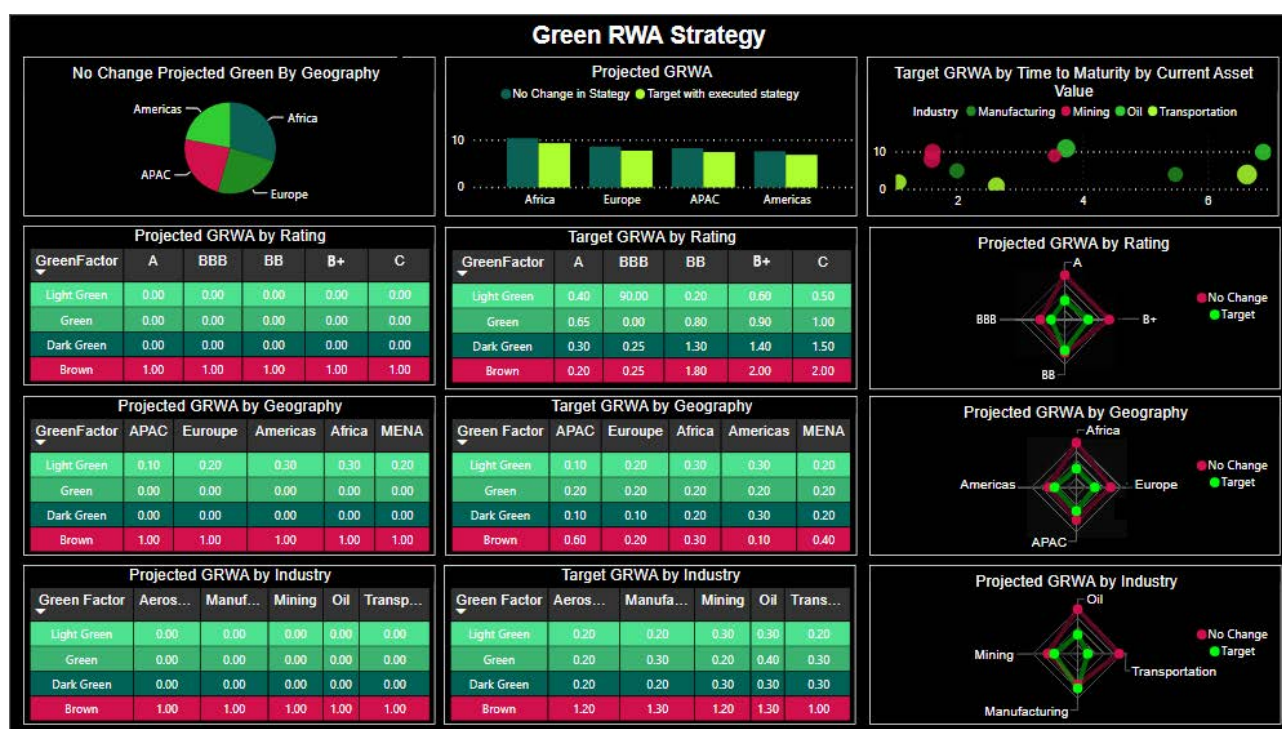 Green RWA Strategy
No Change Projected Green By Geography
Americas
Africa
APAC
Europe
Projected GRWA
No Change in Stategy Target with executed stategy
10
0
Africa Europe APAC Americas
Target GRWA by Time to Maturity by Current Asset
Value
Industry Manufacturing Mining Oil Transportation
10
0
2 4 6
Projected GRWA by Rating
GreenFactor A BBB BB B+ C
Light Green 0.00 0.00 0.00 0.00 0.00
Green 0.00 0.00 0.00 0.00 0.00
Dark Green 0.00 0.00 0.00 0.00 0.00
Brown 1.00 1.00 1.00 1.00 1.00
Target GRWA by Rating
GreenFactor A BBB BB B+ C
Light Green 0.40 90.00 0.20 0.60 0.50
Green 0.65 0.00 0.80 0.90 1.00
Dark Green 0.30 0.25 1.30 1.40 1.50
Brown 0.20 0.25 1.80 2.00 2.00
Projected GRWA by Rating
A
BBB
B+
BB
No Change
Target
Projected GRWA by Geography
GreenFactor APAC Euroupe Americas Africa MENA
Light Green 0.10 0.20 0.30 0.30 0.20
Green 0.00 0.00 0.00 0.00 0.00
Dark Green 0.00 0.00 0.00 0.00 0.00
Brown 1.00 1.00 1.00 1.00 1.00
Target GRWA by Geography
Green Factor APAC Euroupe Africa Americas MENA
Light Green 0.10 0.20 0.30 0.30 0.20
Green 0.20 0.20 0.20 0.20 0.20
Dark Green 0.10 0.10 0.20 0.30 0.20
Brown 0.60 0.20 0.30 0.10 0.40
Projected GRWA by Geography
Africa
Americas
Europe
APAC
No Change
Target
Projected GRWA by Industry
Green Factor Aeros... Manuf... Mining Oil Transp...
Light Green 0.00 0.00 0.00 0.00 0.00
Green 0.00 0.00 0.00 0.00 0.00
Dark Green 0.00 0.00 0.00 0.00 0.00
Brown 1.00 1.00 1.00 1.00 1.00
Target GRWA by Industry
Green Factor Aeros... Manufa... Mining Oil Trans...
Light Green 0.20 0.20 0.30 0.30 0.20
Green 0.20 0.30 0.20 0.40 0.30
Dark Green 0.20 0.20 0.30 0.30 0.30
Brown 1.20 1.30 1.20 1.30 1.00
Projected GRWA by Industry
Oil
Mining
Transportation
Manufacturing
No Change
Target